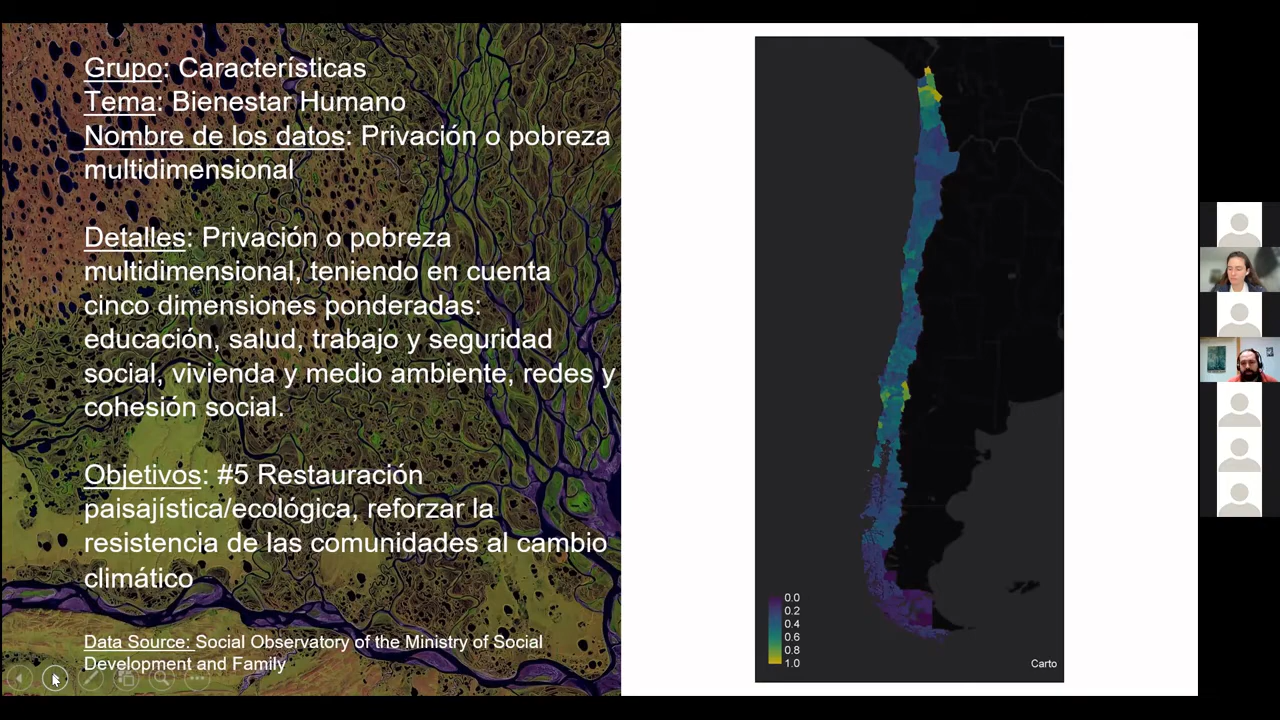 Grupo: Características
Tema: Bienestar Humano
Nombre de los datos: Privación o pobreza
multidimensional
Detalles: Privación o pobreza
multidimensional, teniendo en cuenta
cinco dimensiones ponderadas:
educación, salud, trabajo y seguridad
social, vivienda y medio ambiente, redes y
cohesión social.
Objetivos: #5 Restauración
paisajística/ecológica, reforzar la
resistencia de las comunidades al cambio
climático
Data Source: Social Observatory of the Ministry of Social
Development and Family
0.0
0.2
0.4
0.6
0.8
1.0
Carto